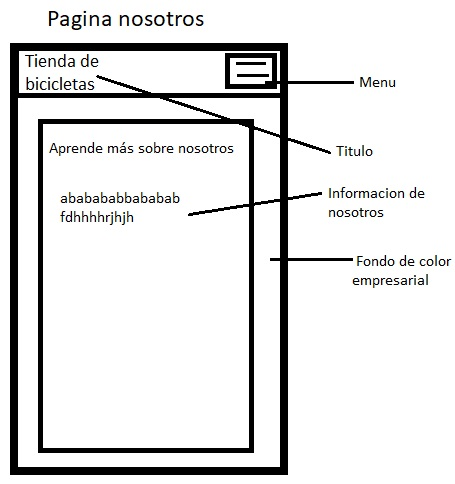 Pagina nosotros
Tienda de
bicicletas
Menu
Titulo
Aprende más sobre nosotros
ababababbababab
fdhhhhrjhjh
Informacion de
nosotros
Fondo de color
empresarial